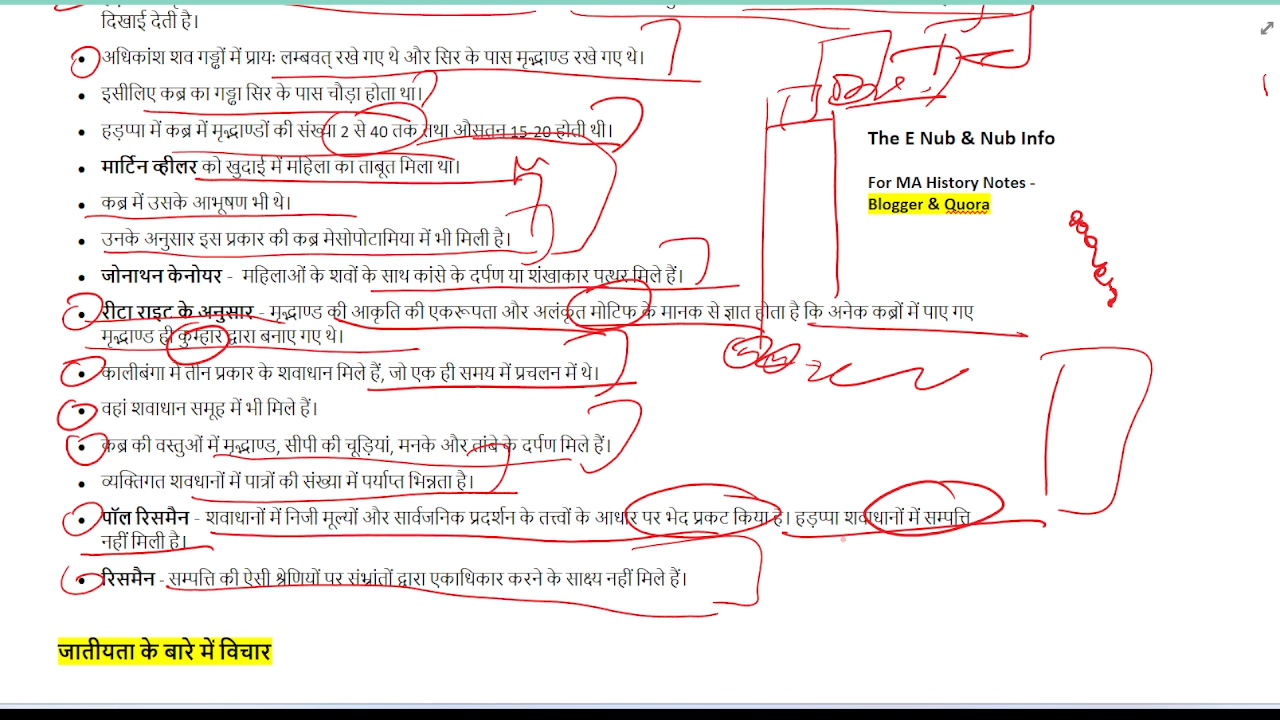 दिखाई देती है।
• अधिकांश शव गड्ढों में प्रायः लम्बवत् रखे गए थे और सिर के पास मृद्भाण्ड रखे गए थे।
• इसीलिए कब्र का गड्ढा सिर के पास चौड़ा होता था।
• हड़प्पा में कब्र में मृद्भाण्डों की संख्या 2 से 40 तक तथा औसतन 15-20 होती थी।
The E Nub & Nub Info
• मार्टिन व्हीलर को खुदाई में महिला का ताबूत मिला था।
For MA History Notes -
• कब्र में उसके आभूषण भी थे।
Blogger & Quora
• उनके अनुसार इस प्रकार की कब्र मेसोपोटामिया में भी मिली है।
• जोनाथन केनोयर - महिलाओं के शवों के साथ कांसे के दर्पण या शंखाकार पत्थर मिले हैं।
• रीटा राइट के अनुसार - मृद्भाण्ड की आकृति की एकरूपता और अलंकृत मोटिफ के मानक से ज्ञात होता है कि अनेक कब्रों में पाए गए
मृद्भाण्ड ही कुम्हार द्वारा बनाए गए थे।
• कालीबंगा में तीन प्रकार के शवाधान मिले हैं, जो एक ही समय में प्रचलन में थे।
• वहां शवाधान समूह में भी मिले हैं।
• कब्र की वस्तुओं में मृद्भाण्ड, सीपी की चूड़ियां, मनके और तांबे के दर्पण मिले हैं।
• व्यक्तिगत शवधानों में पात्रों की संख्या में पर्याप्त भिन्नता है।
• पॉल रिसमैन - शवाधानों में निजी मूल्यों और सार्वजनिक प्रदर्शन के तत्त्वों के आधार पर भेद प्रकट किया है। हड़प्पा शवाधानों में सम्पत्ति
नहीं मिली है।
• रिसमैन - सम्पत्ति की ऐसी श्रेणियों पर संभ्रांतों द्वारा एकाधिकार करने के साक्ष्य नहीं मिले हैं।
जातीयता के बारे में विचार